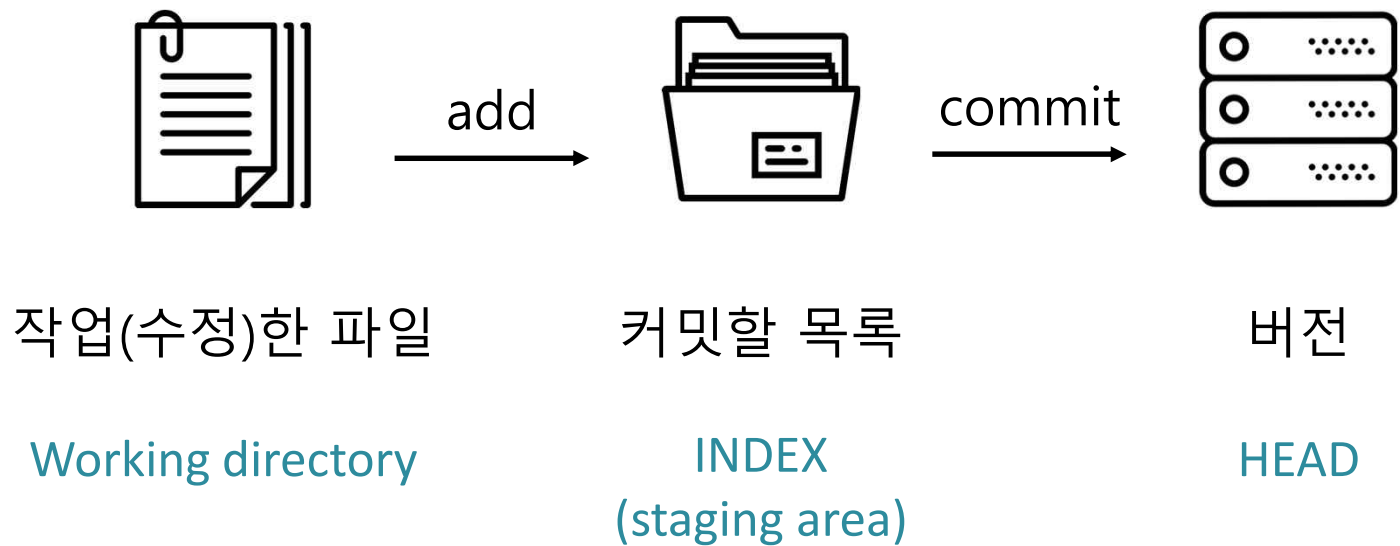 add
commit
작업(수정)한 파일
커밋할 목록
버전
Working directory
INDEX
(staging area)
HEAD